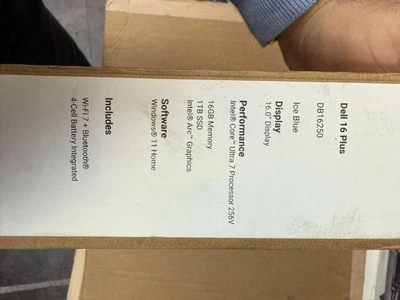 Dell 16 Plus
DB16250
Ice Blue
Display
16.0" Display
Performance
Intel® Core™ Ultra 7 Processor 256V
16GB Memory
1TB SSD
Intel® Arc™ Graphics
Software
Windows® 11 Home
Includes
Wi-Fi 7 + Bluetooth®
4-Cell Battery Integrated